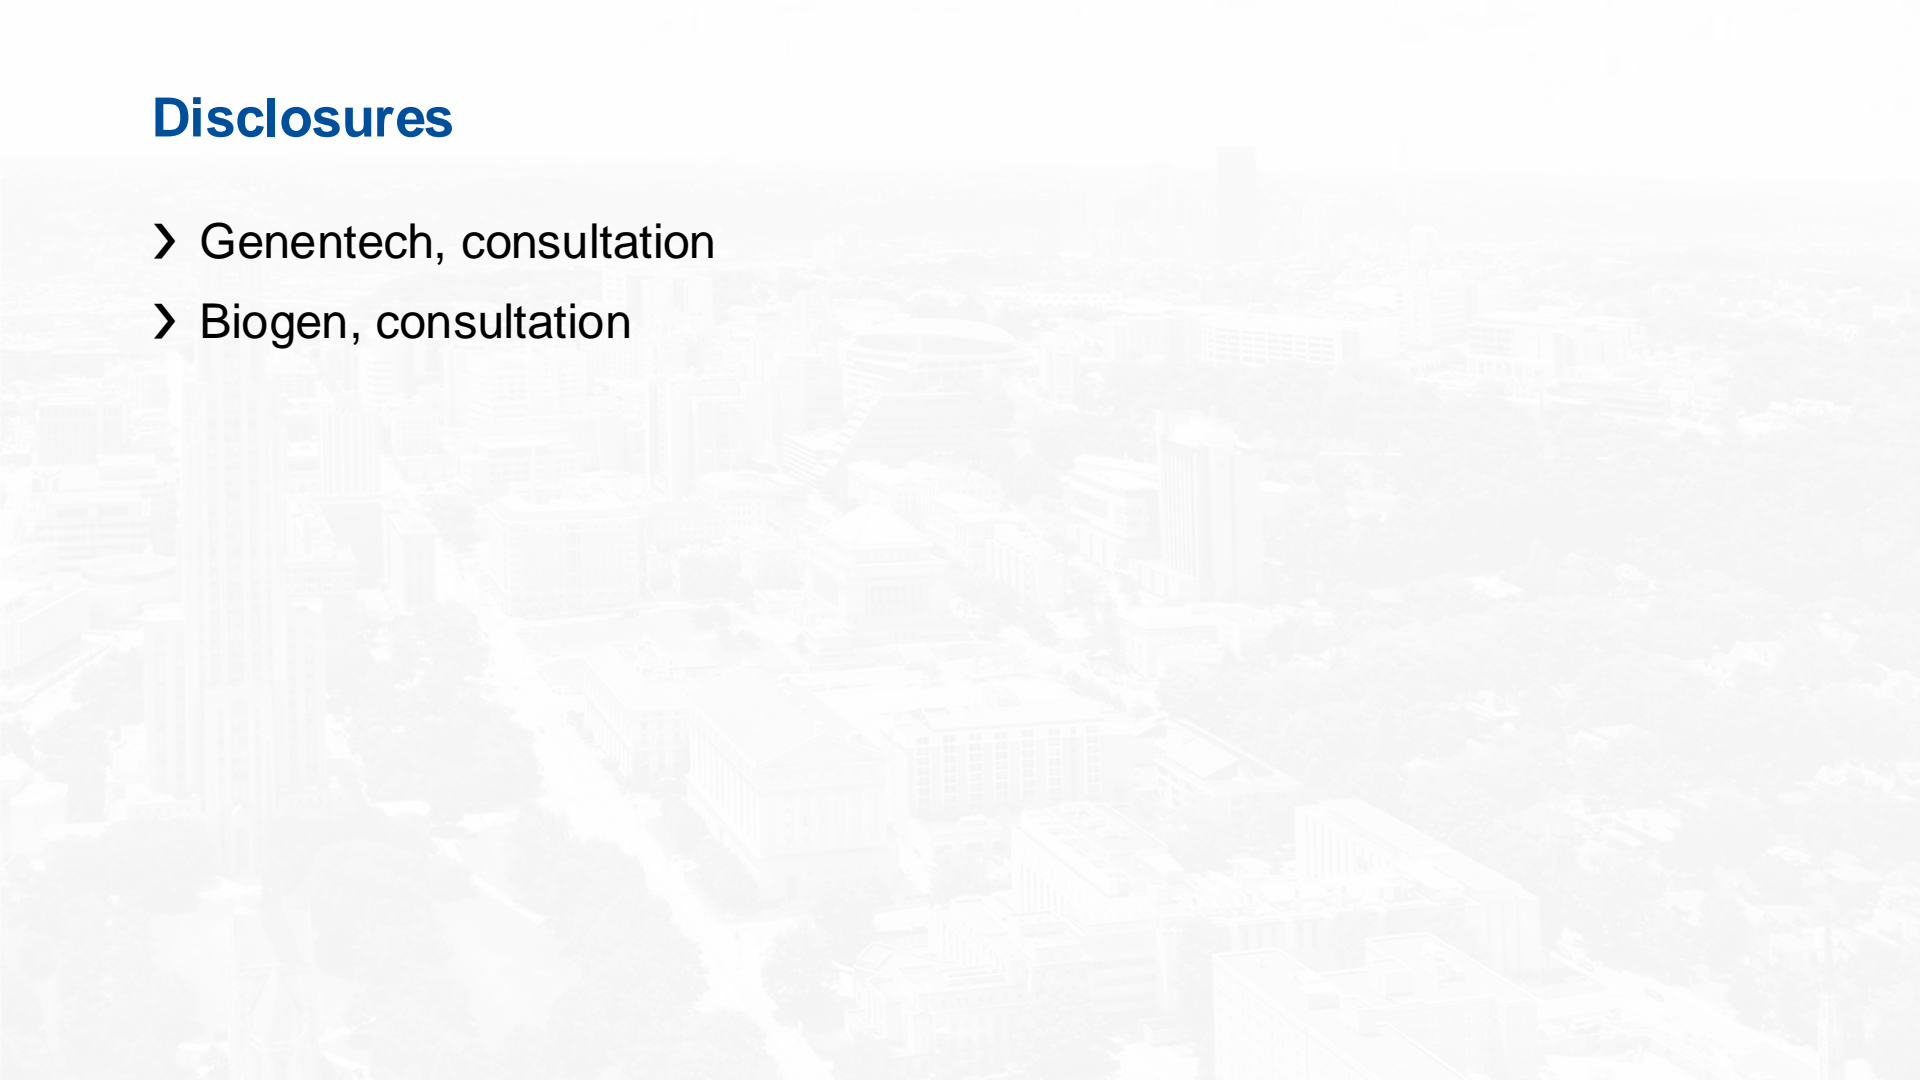 Disclosures
❯ Genentech, consultation
❯ Biogen, consultation